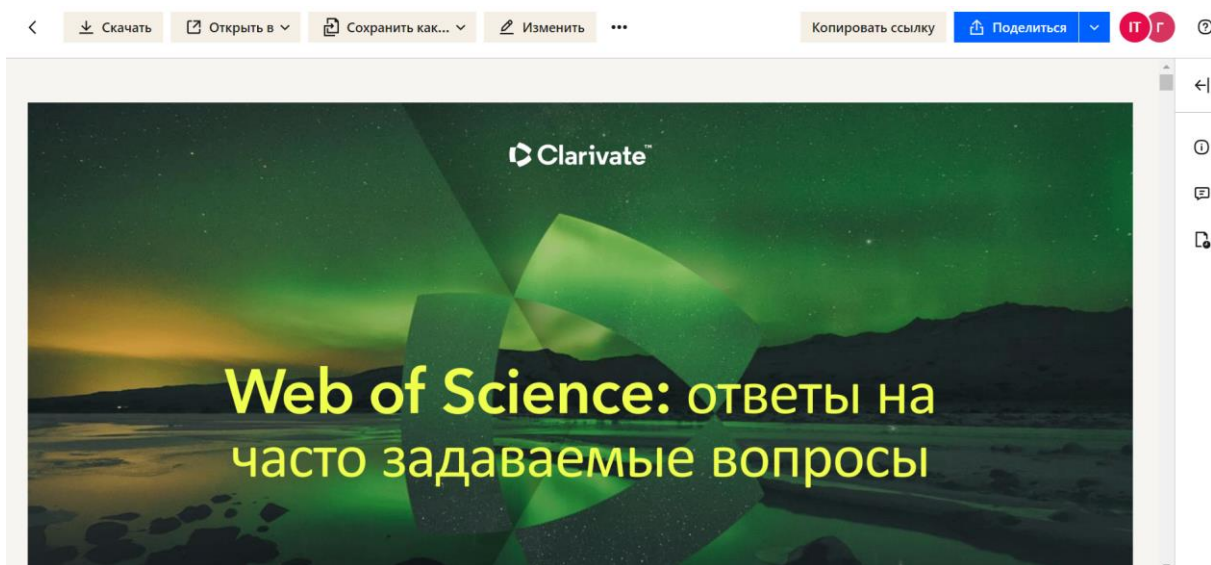 Скачать Открыть в Сохранить как... Изменить ••• Копировать ссылку Поделиться IT Г
Clarivate™
Web of Science: ответы на
часто задаваемые вопросы